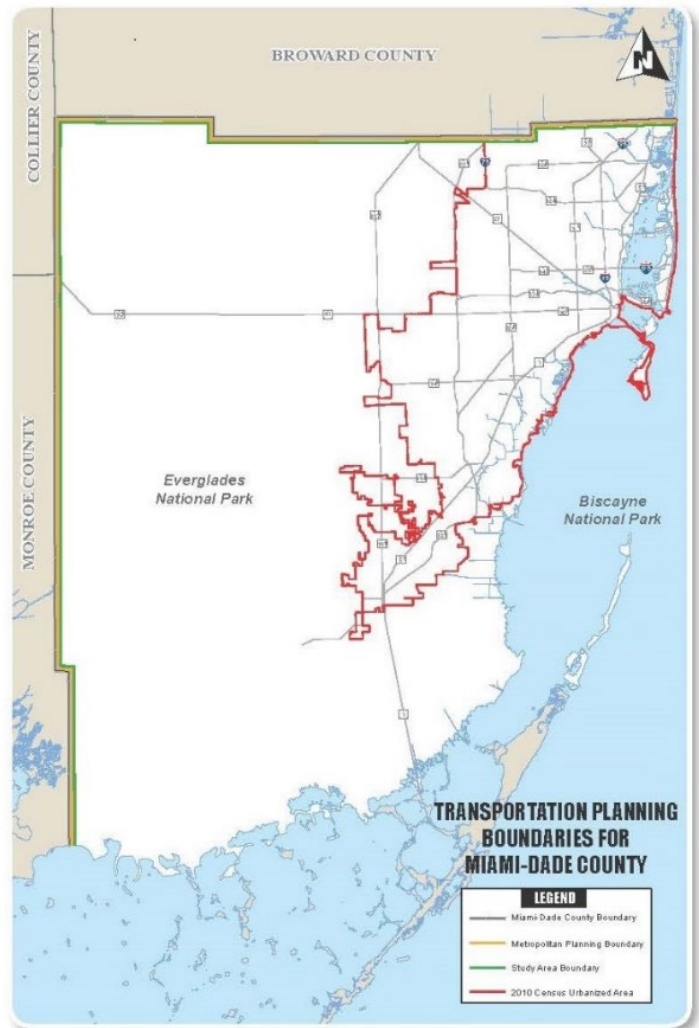 BROWARD COUNTY
N
COLLIER COUNTY
MONROE COUNTY
Everglades
National Park
Biscayne
National Park
TRANSPORTATION PLANNING
BOUNDARIES FOR
MIAMI-DADE COUNTY
LEGEND
Miami-Dade County Boundary
Metropolitan Planning Boundary
Study Area Boundary
2010 Census Urbanized Area